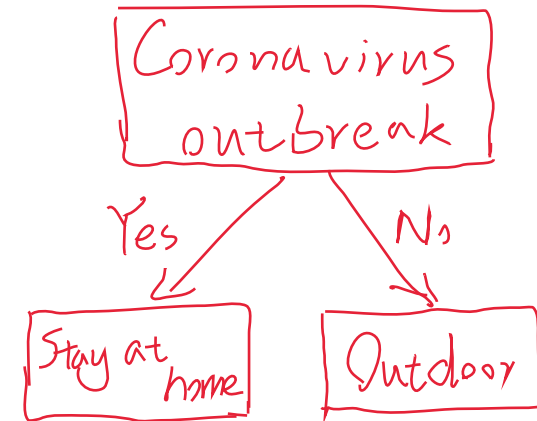 Coronavirus
outbreak
Yes
No
Stay at
home
Outdoor